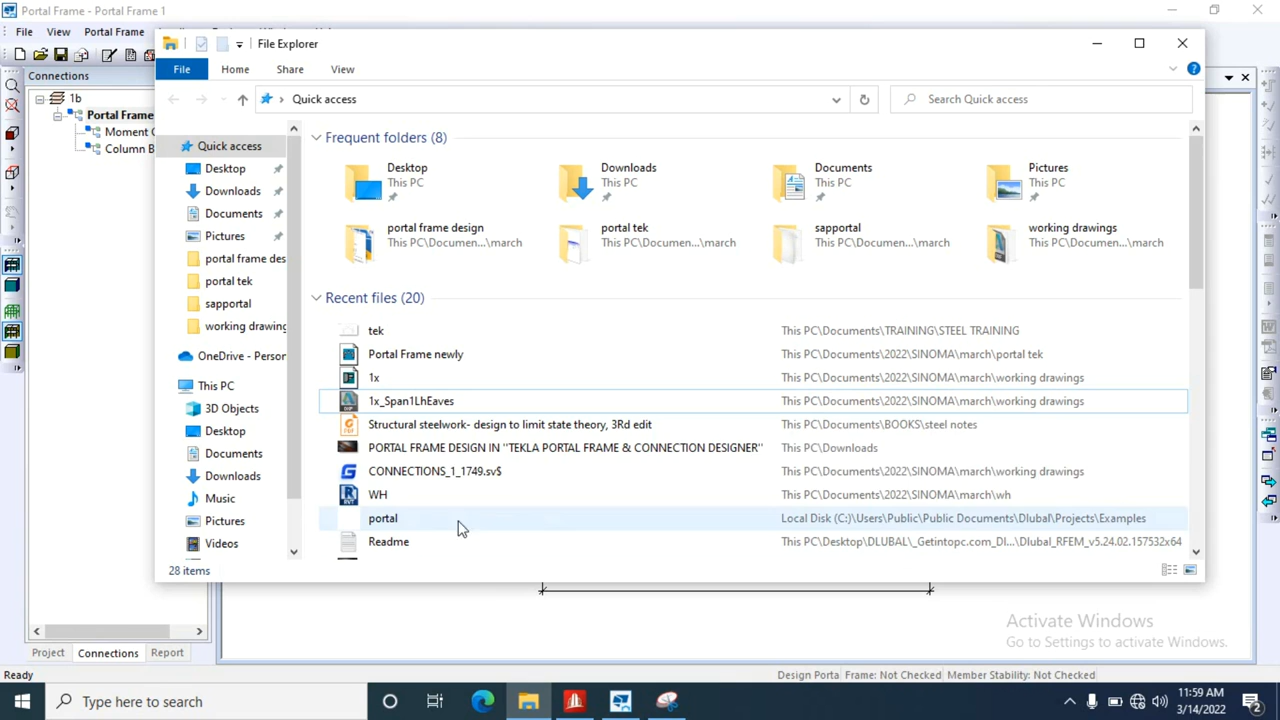 Portal Frame - Portal Frame 1
File View Portal Frame
File Explorer
File Home Share View
Connections
Quick access
Search Quick access
1b
Portal Frame
Moment C
Column B
Quick access
Desktop
Downloads
Documents
Pictures
portal frame des
portal tek
sapportal
working drawing
OneDrive - Person
This PC
3D Objects
Desktop
Documents
Downloads
Music
Pictures
Videos
Frequent folders (8)
Desktop
This PC
Downloads
This PC
Documents
This PC
Pictures
This PC
portal frame design
This PC\Documen...\march
portal tek
This PC\Documen...\march
sapportal
This PC\Documen...\march
working drawings
This PC\Documen...\march
Recent files (20)
tek This PC\Documents\TRAINING\STEEL TRAINING
Portal Frame newly This PC\Documents\2022\SINOMA\march\portal tek
1x This PC\Documents\2022\SINOMA\march\working drawings
1x_Span1LhEaves This PC\Documents\2022\SINOMA\march\working drawings
Structural steelwork- design to limit state theory, 3Rd edit This PC\Documents\BOOKS\steel notes
PORTAL FRAME DESIGN IN ''TEKLA PORTAL FRAME & CONNECTION DESIGNER'' This PC\Downloads
CONNECTIONS_1_1749.sv$ This PC\Documents\2022\SINOMA\march\working drawings
WH This PC\Documents\2022\SINOMA\march\wh
portal Local Disk (C:)\Users\Public\Public Documents\Dlubal\Projects\Examples
Readme This PC\Desktop\DLUBAL\_Getintopc.com_Dl...\Dlubal_RFEM_v5.24.02.157532x64
28 items
Activate Windows
Go to Settings to activate Windows.
Project Connections Report
Ready
Design Porta Frame: Not Checked Member Stability: Not Checked
Type here to search
11:59 AM
3/14/2022
2